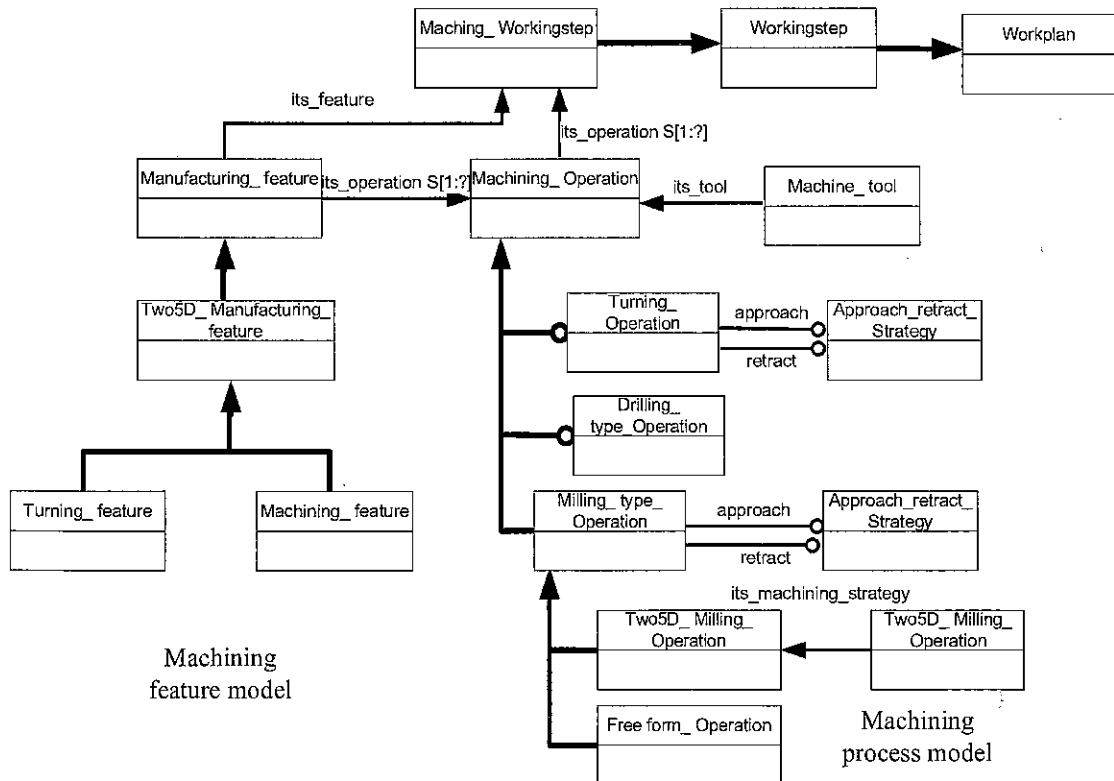 Maching_ Workingstep
Workingstep
Workplan
its_feature
its_operation S[1:?]
Manufacturing_ feature
its_operation S[1:?]
Machining_ Operation
its_tool
Machine_ tool
Two5D_ Manufacturing_
feature
Turning_
Operation
approach
retract
Approach_retract_
Strategy
Drilling_
type_Operation
Turning_ feature
Machining_ feature
Milling_ type_
Operation
approach
retract
Approach_retract_
Strategy
its_machining_strategy
Two5D_ Milling_
Operation
Two5D_ Milling_
Operation
Machining
feature model
Free form_ Operation
Machining
process model